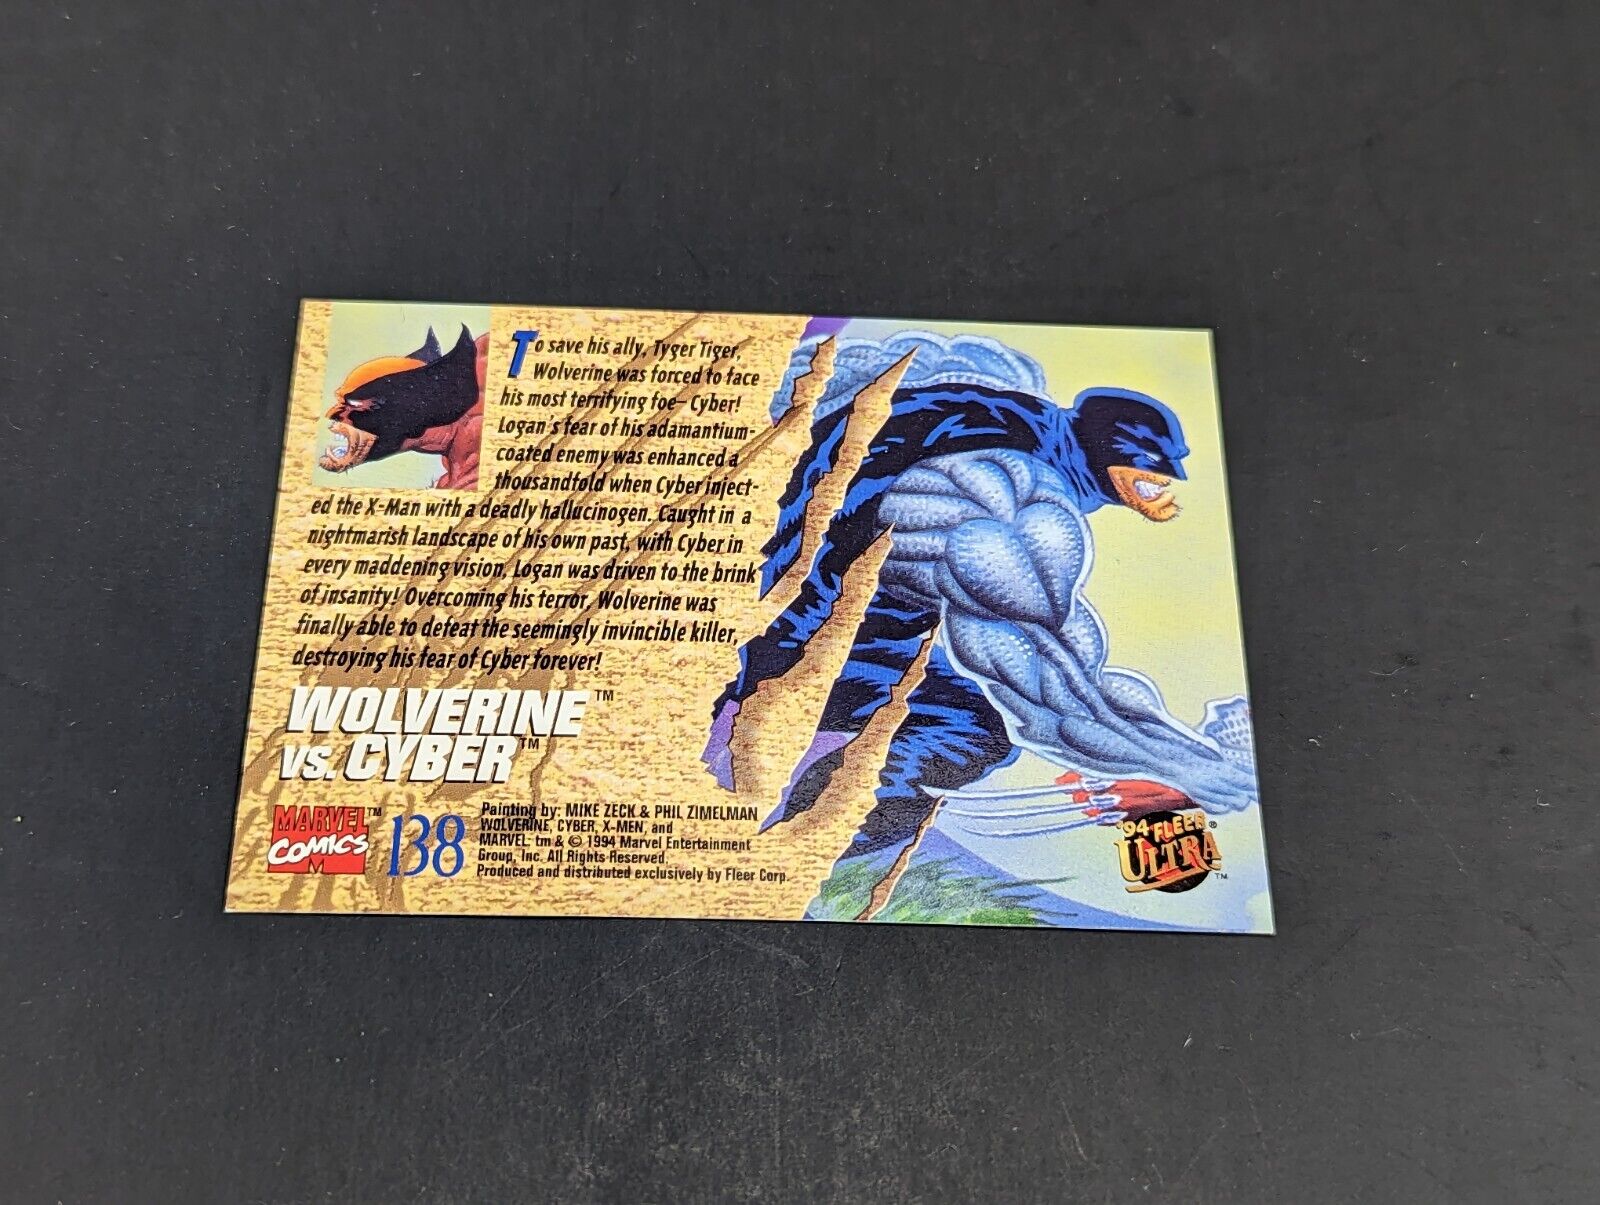 To save his ally, Tyger Tiger,
Wolverine was forced to face
his most terrifying foe—Cyber!
Logan's fear of his adamantium-
coated enemy was enhanced a
thousandfold when Cyber inject-
ed the X-Man with a deadly hallucinogen. Caught in a
nightmarish landscape of his own past, with Cyber in
every maddening vision, Logan was driven to the brink
of insanity! Overcoming his terror, Wolverine was
finally able to defeat the seemingly invincible killer,
destroying his fear of Cyber forever!
WOLVERINE™
VS. CYBER™
MARVEL™
COMICS
M
138
Painting by: MIKE ZECK & PHIL ZIMELMAN
WOLVERINE, CYBER, X-MEN, and
MARVEL: tm & © 1994 Marvel Entertainment
Group, Inc. All Rights Reserved.
Produced and distributed exclusively by Fleer Corp.
'94 FLEER®
ULTRA™